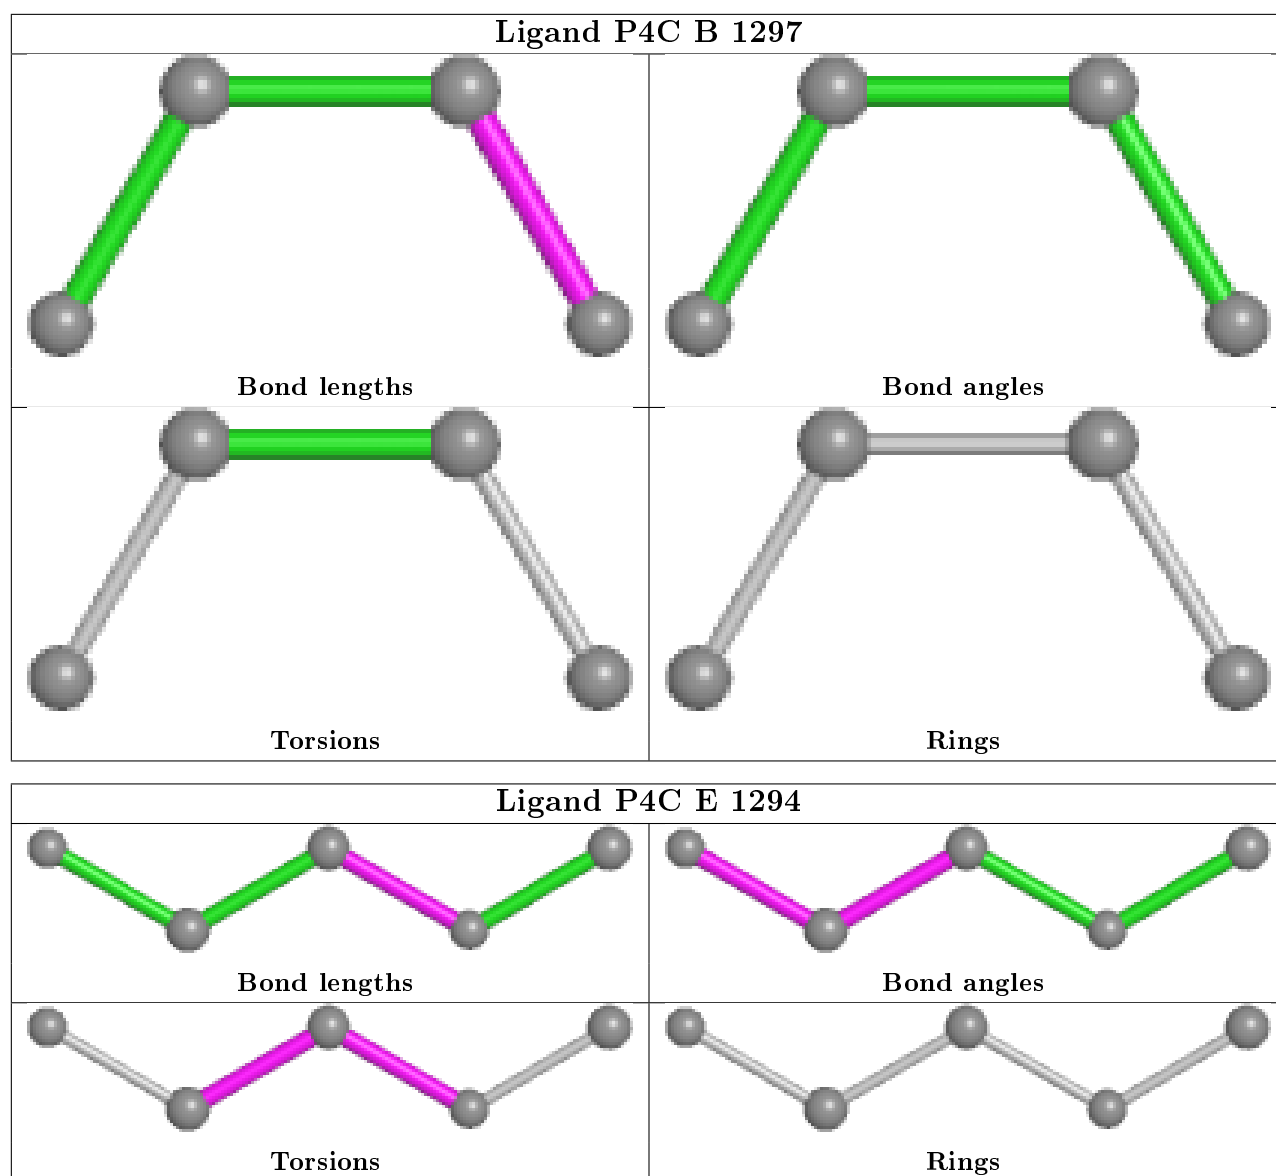 Ligand P4C B 1297
Bond lengths
Bond angles
Torsions
Rings
Ligand P4C E 1294
Bond lengths
Bond angles
Torsions
Rings